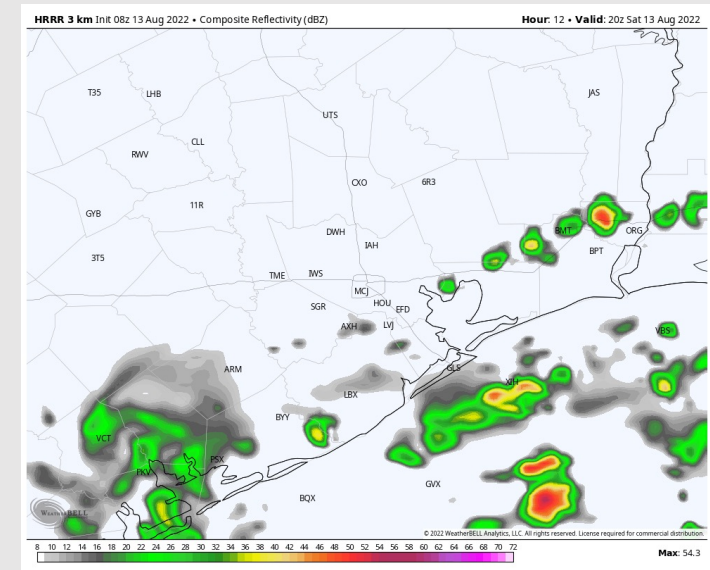 HRRR 3 km Init 08z 13 Aug 2022 • Composite Reflectivity (dBZ)
Hour: 12 • Valid: 20z Sat 13 Aug 2022
T35
LHB
JAS
UTS
CLL
RWV
CXO
6R3
11R
GYB
DWH
BMT
ORG
IAH
BPT
3T5
TME
IWS
MCJ
HOU
SGR
EFD
AXH
LVJ
VBS
ARM
GLS
XIH
LBX
BYY
VCT
PSX
PKV
GVX
BQX
WeatherBELL
© 2022 WeatherBELL Analytics, LLC. All rights reserved. License required for commercial distribution.
8 10 12 14 16 18 20 22 24 26 28 30 32 34 36 38 40 42 44 46 48 50 52 54 56 58 60 62 64 66 68 70 72
Max: 54.3